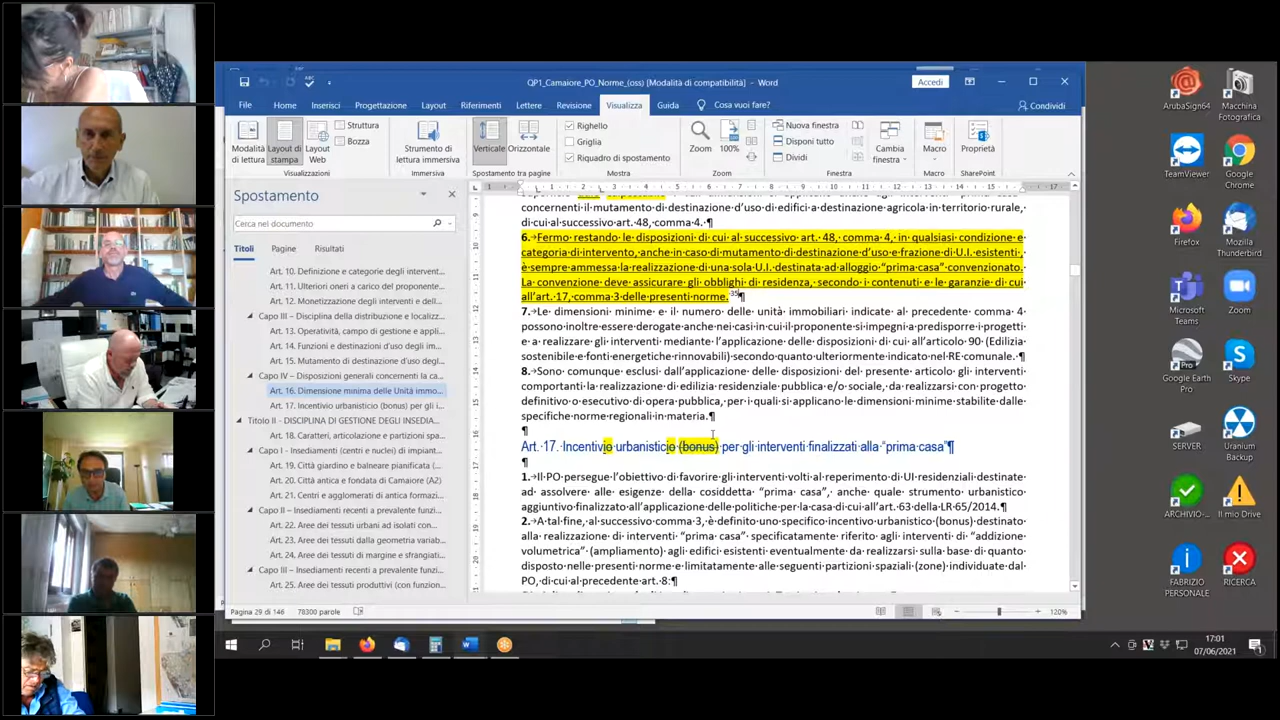 QP1_Camaiore_PO_Norme_(oss) [Modalità di compatibilità] - Word
Accedi
File Home Inserisci Progettazione Layout Riferimenti Lettere Revisione Visualizza Guida Cosa vuoi fare? Condividi
Modalità di lettura
Layout di stampa
Layout Web
Struttura
Bozza
Visualizzazioni
Strumento di lettura immersiva
Immersiva
Verticale
Orizzontale
Spostamento tra pagine
Righello
Griglia
Riquadro di spostamento
Mostra
Zoom
100%
Zoom
Nuova finestra
Disponi tutto
Dividi
Cambia finestra
Finestra
Macro
Macro
Proprietà
SharePoint
Spostamento
Cerca nel documento
Titoli Pagine Risultati
Art. 10. Definizione e categorie degli intervent...
Art. 11. Ulteriori oneri a carico del proponente...
Art. 12. Monetizzazione degli interventi e dell...
Capo III – Disciplina della distribuzione e localizz...
Art. 13. Operatività, campo di gestione e appli...
Art. 14. Funzioni e destinazioni d'uso degli im...
Art. 15. Mutamento di destinazione d'uso degl...
Capo IV – Disposizioni generali concernenti la ca...
Art. 16. Dimensione minima delle Unità immo...
Art. 17. Incentivo urbanistico (bonus) per gli i...
Titolo II - DISCIPLINA DI GESTIONE DEGLI INSEDIA...
Art. 18. Caratteri, articolazione e partizioni spa...
Capo I – Insediamenti (centri e nuclei) di impiant...
Art. 19. Città giardino e balneare pianificata (...
Art. 20. Città antica e fondata di Camaiore (A2)
Art. 21. Centri e agglomerati di antica formazi...
Capo II – Insediamenti recenti a prevalente funzi...
Art. 22. Aree dei tessuti urbani ad isolati con...
Art. 23. Aree dei tessuti dalla geometria variab...
Art. 24. Aree dei tessuti di margine e sfrangiati...
Capo III – Insediamenti recenti a prevalente funzi...
Art. 25. Aree dei tessuti produttivi (con funzion...
concernenti il mutamento di destinazione d'uso di edifici a destinazione agricola in territorio rurale,
di cui al successivo art. 48, comma 4. ¶
6. Fermo restando le disposizioni di cui al successivo art. 48, comma 4, in qualsiasi condizione e
categoria di intervento, anche in caso di mutamento di destinazione d'uso e frazione di U.I. esistenti,
è sempre ammessa la realizzazione di una sola U.I. destinata ad alloggio "prima casa" convenzionato.
La convenzione deve assicurare gli obblighi di residenza, secondo i contenuti e le garanzie di cui
all'art. 17, comma 3 delle presenti norme.³⁵¶
7. Le dimensioni minime e il numero delle unità immobiliari indicate al precedente comma 4
possono inoltre essere derogate anche nei casi in cui il proponente si impegni a predisporre i progetti
e a realizzare gli interventi mediante l'applicazione delle disposizioni di cui all'articolo 90 (Edilizia
sostenibile e fonti energetiche rinnovabili) secondo quanto ulteriormente indicato nel RE comunale. ¶
8. Sono comunque esclusi dall'applicazione delle disposizioni del presente articolo gli interventi
comportanti la realizzazione di edilizia residenziale pubblica e/o sociale, da realizzarsi con progetto
definitivo o esecutivo di opera pubblica, per i quali si applicano le dimensioni minime stabilite dalle
specifiche norme regionali in materia.¶
¶
Art. 17. Incentivio urbanisticio (bonus) per gli interventi finalizzati alla "prima casa"¶
¶
1. Il PO persegue l'obiettivo di favorire gli interventi volti al reperimento di UI residenziali destinate
ad assolvere alle esigenze della cosiddetta "prima casa", anche quale strumento urbanistico
aggiuntivo finalizzato all'applicazione delle politiche per la casa di cui all'art. 63 della LR 65/2014.¶
2. A tal fine, al successivo comma 3, è definito uno specifico incentivo urbanistico (bonus) destinato
alla realizzazione di interventi "prima casa" specificatamente riferito agli interventi di "addizione
volumetrica" (ampliamento) agli edifici esistenti eventualmente da realizzarsi sulla base di quanto
disposto nelle presenti norme e limitatamente alle seguenti partizioni spaziali (zone) individuate dal
PO, di cui al precedente art. 8:¶
Pagina 29 di 146 78300 parole 120%
17:01
07/06/2021
ArubaSign64
Macchina Fotografica
TeamViewer
Google Chrome
Firefox
Mozilla Thunderbird
Microsoft Teams
Zoom
Google Earth Pro
Skype
SERVER
Uranium Backup
ARCHIVIO-...
Il mio Drive
FABRIZIO PERSONALE
RICERCA